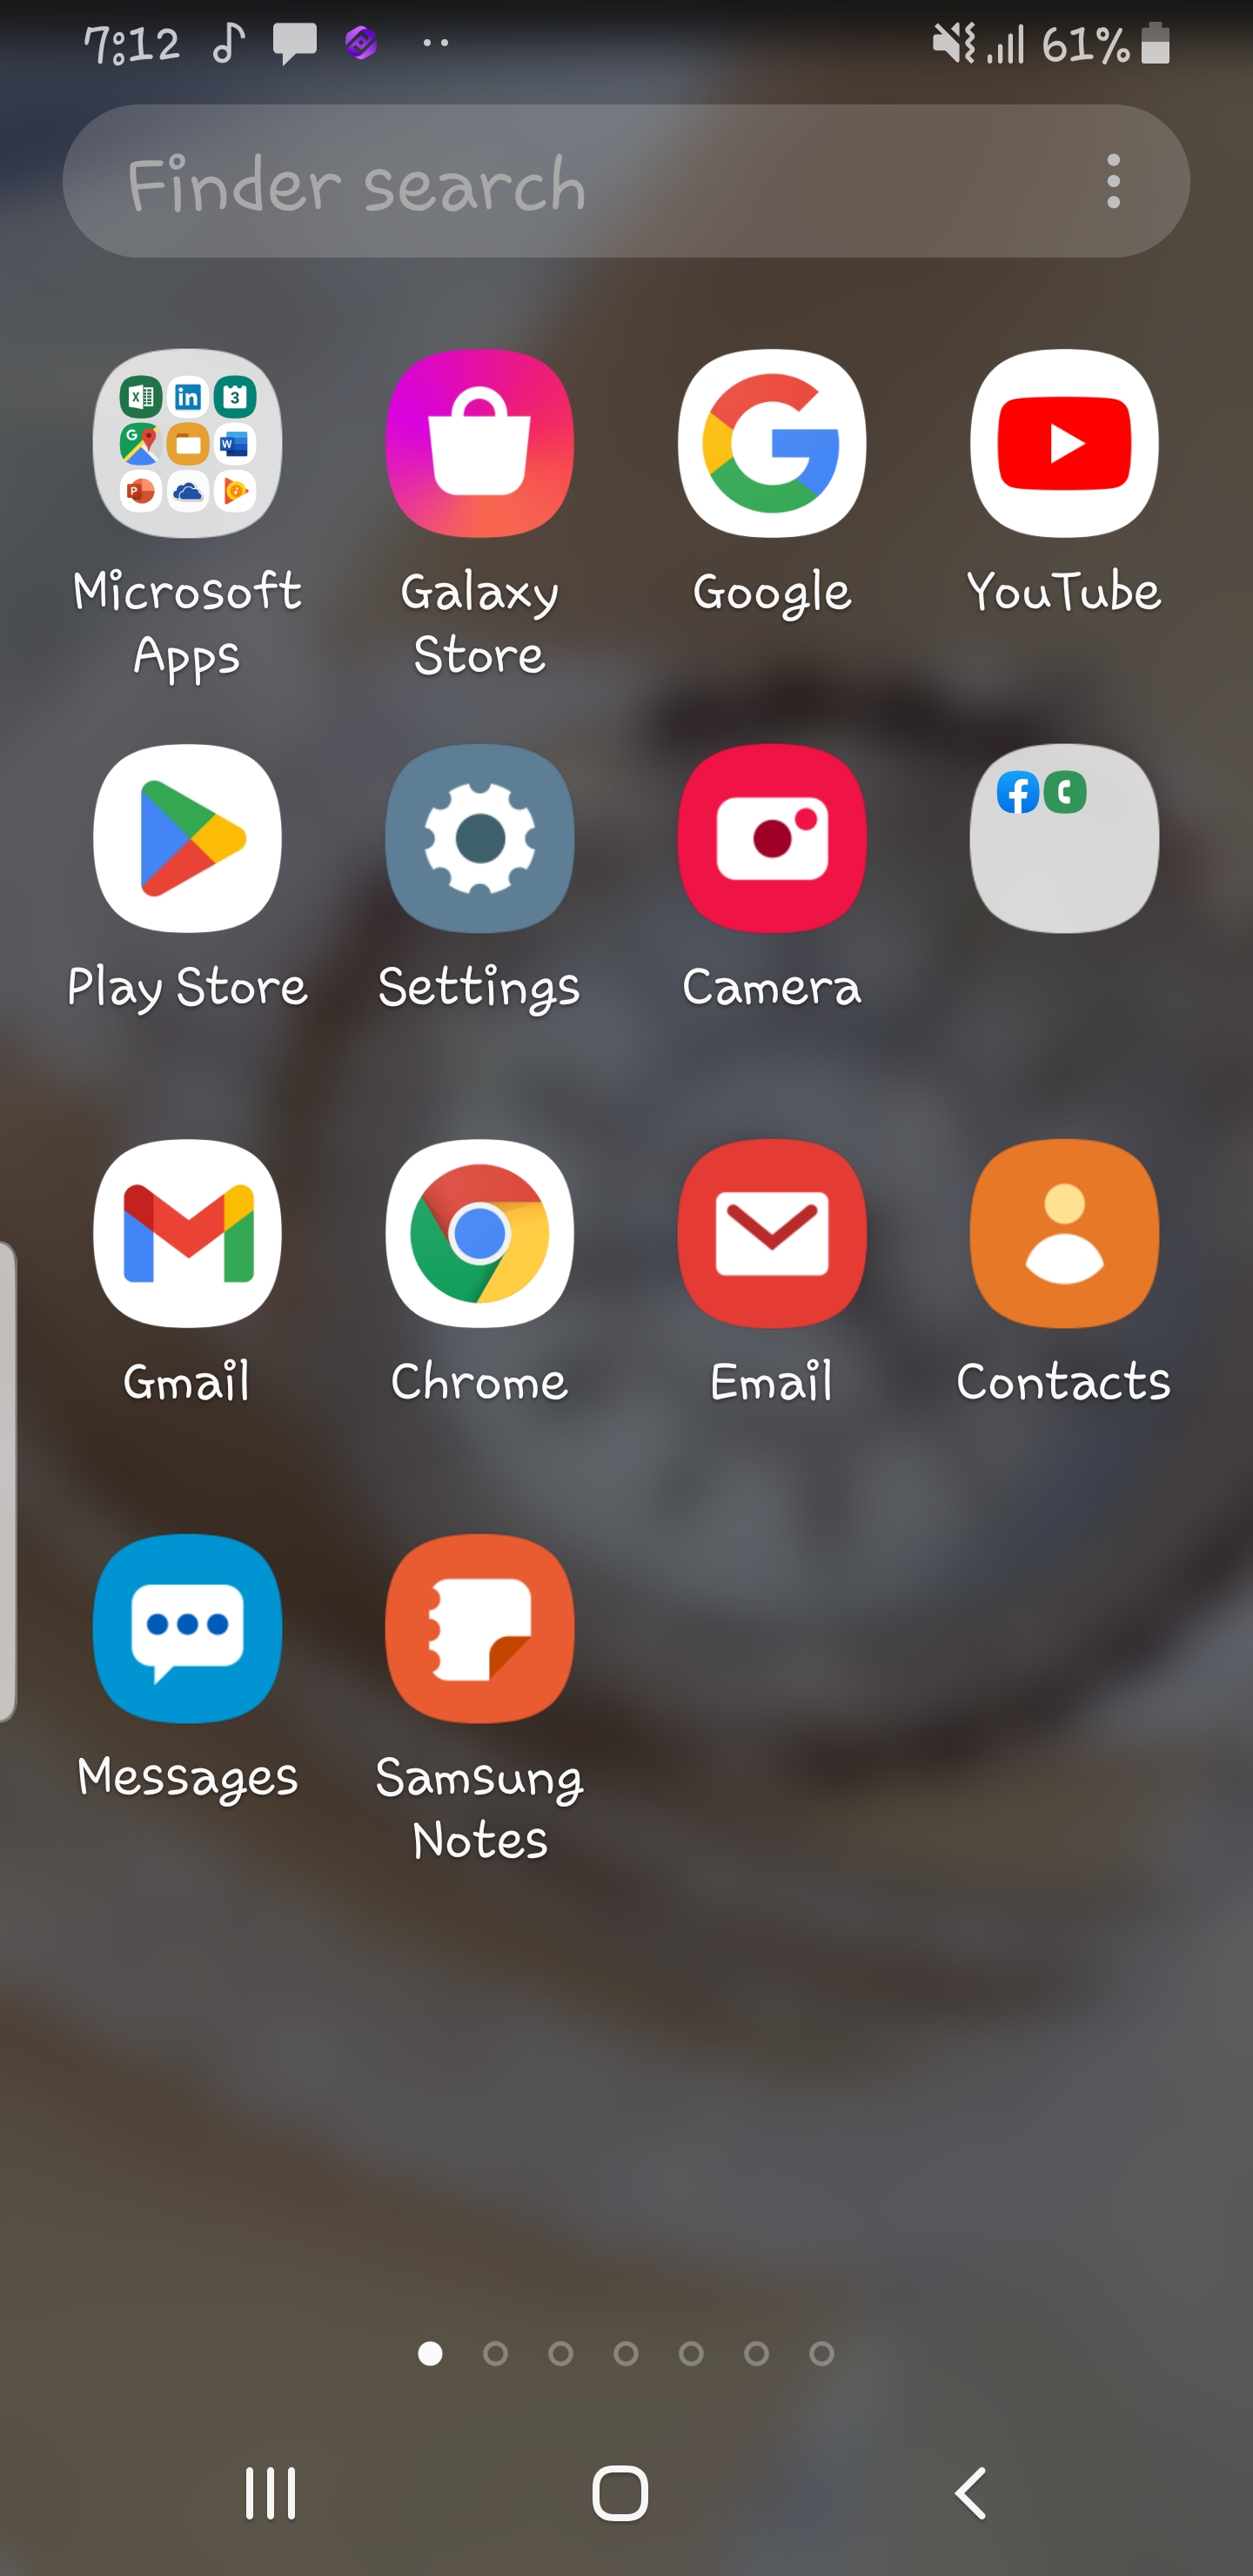 7:12 61%
Finder search
Microsoft Apps
Galaxy Store
Google
YouTube
Play Store
Settings
Camera
Gmail
Chrome
Email
Contacts
Messages
Samsung Notes